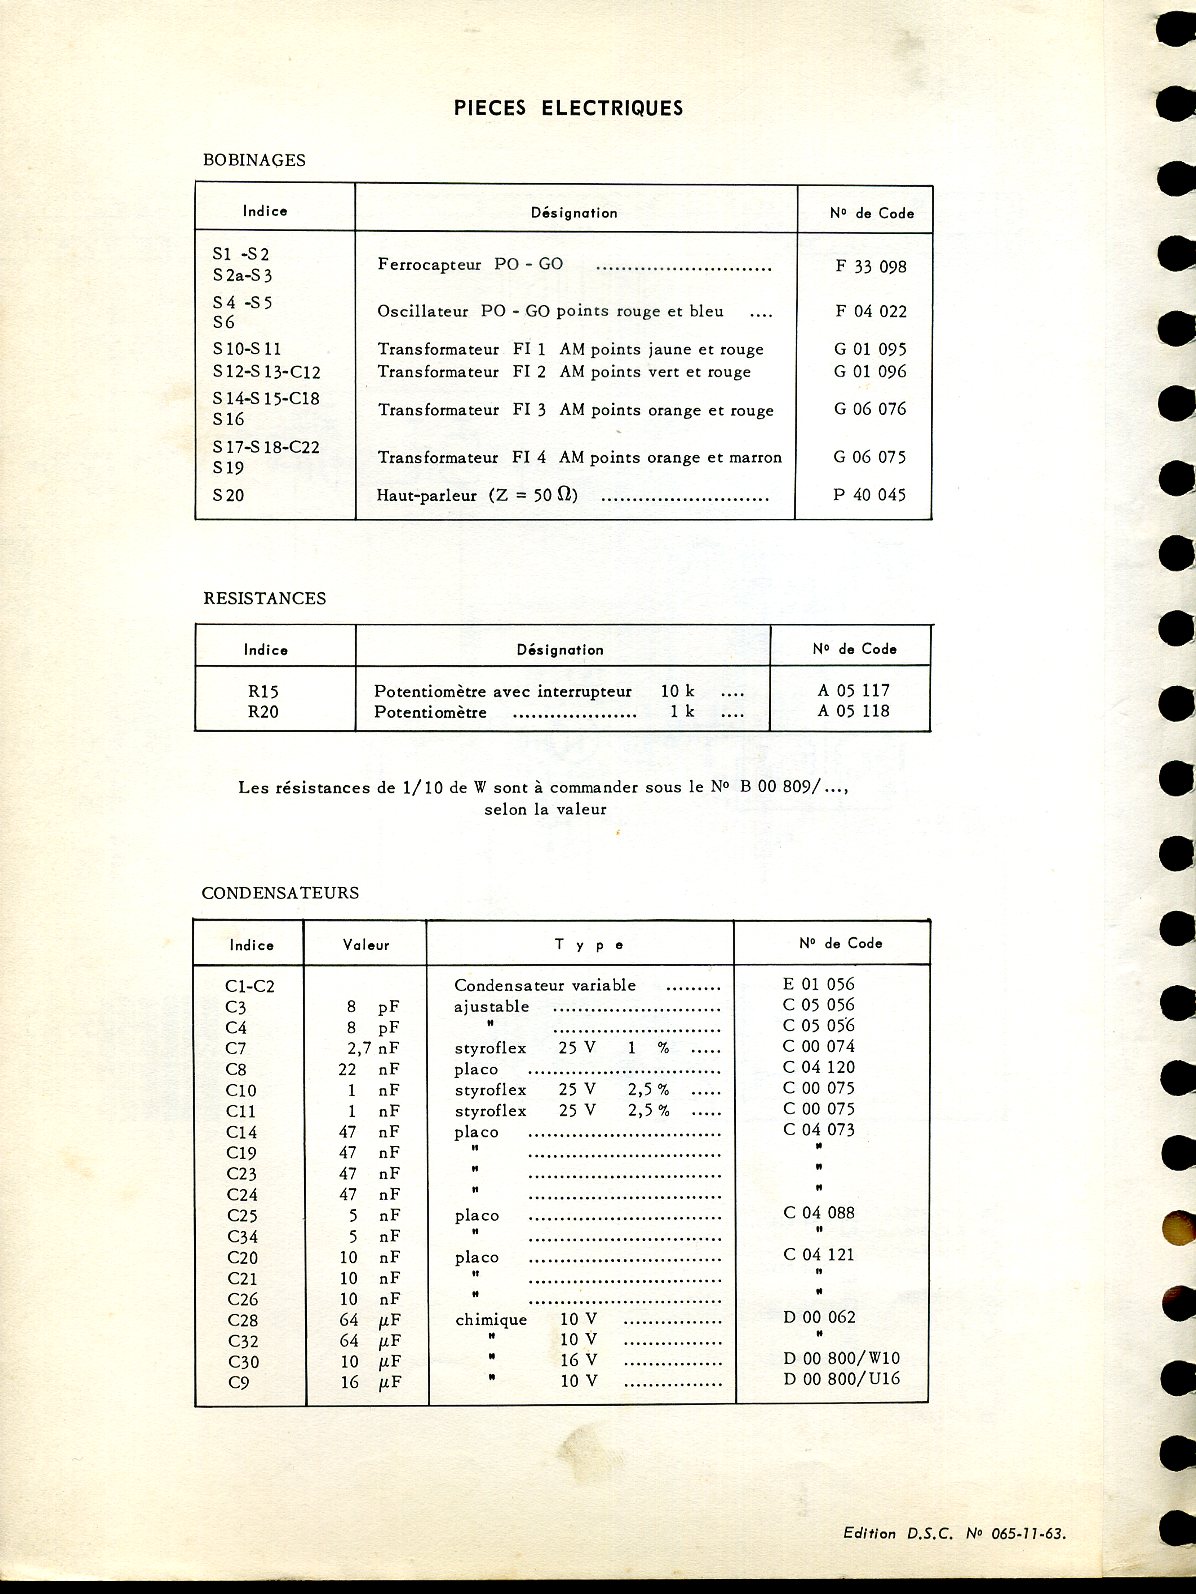 PIECES ELECTRIQUES
BOBINAGES
Indice Désignation Nº de Code
S1 -S2
S2a-S3 Ferrocapteur PO - GO ............................ F 33 098
S4 -S5
S6 Oscillateur PO - GO points rouge et bleu .... F 04 022
S10-S11 Transformateur FI 1 AM points jaune et rouge G 01 095
S12-S13-C12 Transformateur FI 2 AM points vert et rouge G 01 096
S14-S15-C18
S16 Transformateur FI 3 AM points orange et rouge G 06 076
S17-S18-C22
S19 Transformateur FI 4 AM points orange et marron G 06 075
S20 Haut-parleur (Z = 50 Ω) ........................... P 40 045
RESISTANCES
Indice Désignation Nº de Code
R15 Potentiomètre avec interrupteur 10 k .... A 05 117
R20 Potentiomètre .................... 1 k .... A 05 118
Les résistances de 1/10 de W sont à commander sous le Nº B 00 809/...,
selon la valeur
CONDENSATEURS
Indice Valeur Type Nº de Code
C1-C2 Condensateur variable ......... E 01 056
C3 8 pF ajustable ........................... C 05 056
C4 8 pF " ........................... C 05 056
C7 2,7 nF styroflex 25 V 1 % ..... C 00 074
C8 22 nF placo ............................... C 04 120
C10 1 nF styroflex 25 V 2,5 % ..... C 00 075
C11 1 nF styroflex 25 V 2,5 % ..... C 00 075
C14 47 nF placo ............................... C 04 073
C19 47 nF " ............................... "
C23 47 nF " ............................... "
C24 47 nF " ............................... "
C25 5 nF placo ............................... C 04 088
C34 5 nF " ............................... "
C20 10 nF placo ............................... C 04 121
C21 10 nF " ............................... "
C26 10 nF " ............................... "
C28 64 µF chimique 10 V ................ D 00 062
C32 64 µF " 10 V ................ "
C30 10 µF " 16 V ................ D 00 800/W10
C9 16 µF " 10 V ................ D 00 800/U16
Edition D.S.C. Nº 065-11-63.